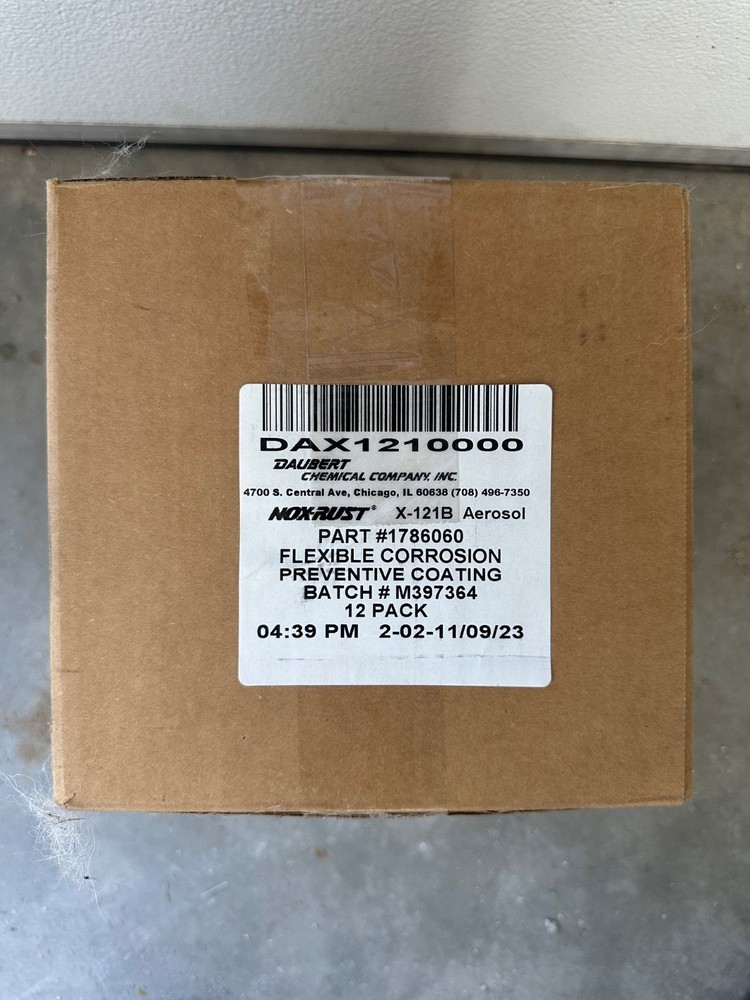 DAX1210000
DAUBERT
CHEMICAL COMPANY, INC.
4700 S. Central Ave, Chicago, IL 60638 (708) 496-7350
NOX-RUST® X-121B Aerosol
PART #1786060
FLEXIBLE CORROSION
PREVENTIVE COATING
BATCH # M397364
12 PACK
04:39 PM 2-02-11/09/23